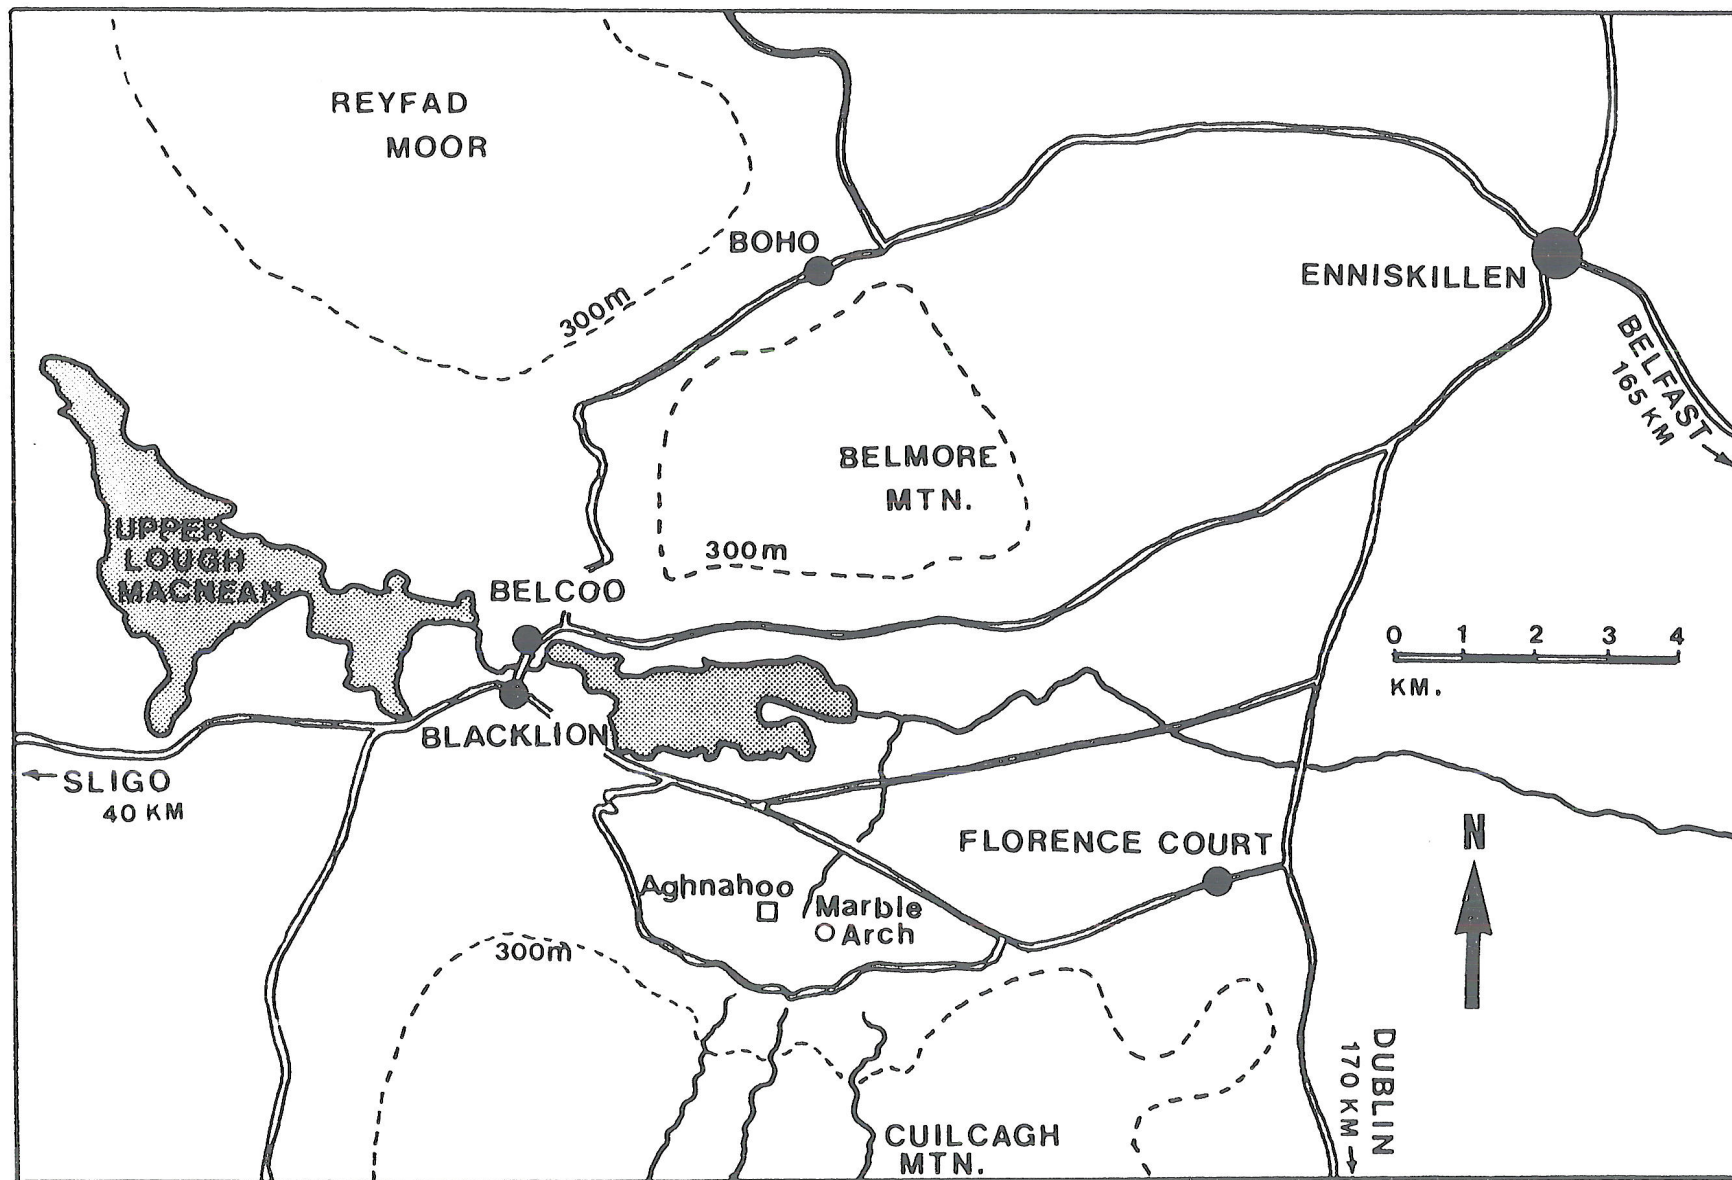 REYFAD
MOOR
BOHO
ENNISKILLEN
300m
BELFAST
165 KM
BELMORE
MTN.
300m
UPPER
LOUGH
MACNEAN
BELCOO
0 1 2 3 4
KM.
BLACKLION
SLIGO
40 KM
FLORENCE COURT
N
Aghnahoo
Marble
Arch
300m
DUBLIN
170 KM
CUILCAGH
MTN.